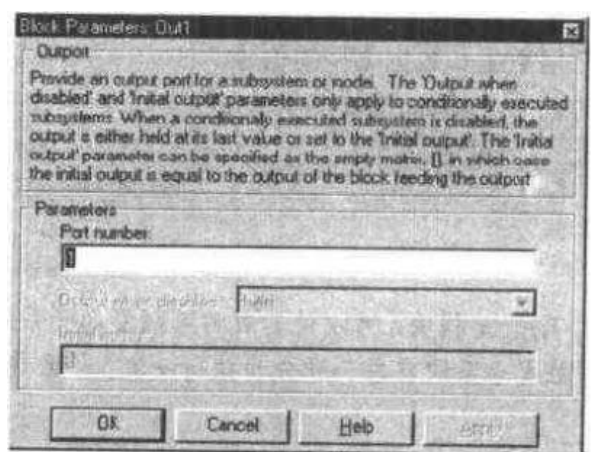 Block Parameters: Out1
Outport
Provide an output port for a subsystem or model. The 'Output when
disabled' and 'Initial output' parameters only apply to conditionally executed
subsystems. When a conditionally executed subsystem is disabled, the
output is either held at its last value or set to the 'Initial output'. The 'Initial
output' parameter can be specified as the empty matrix, [], in which case
the initial output is equal to the output of the block feeding the outport
Parameters
Port number:
1
Output when disabled:
[]
OK
Cancel
Help
Apply